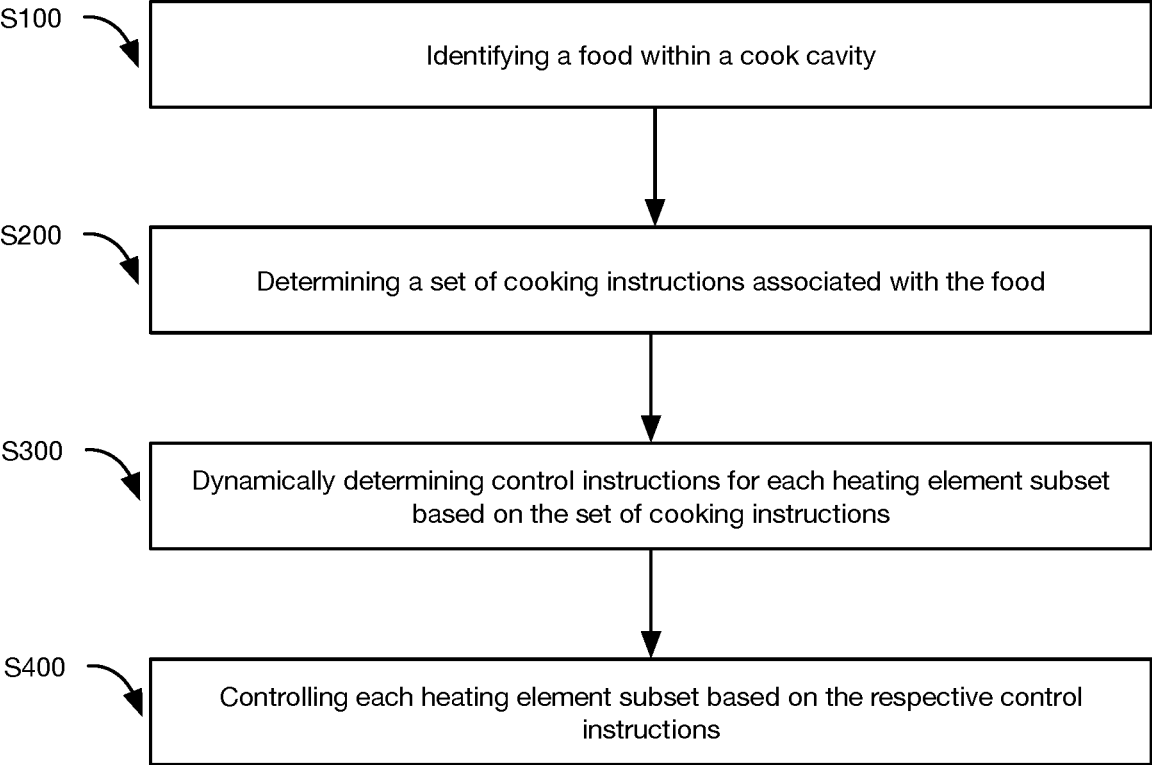 S100
Identifying a food within a cook cavity
S200
Determining a set of cooking instructions associated with the food
S300
Dynamically determining control instructions for each heating element subset
based on the set of cooking instructions
S400
Controlling each heating element subset based on the respective control
instructions